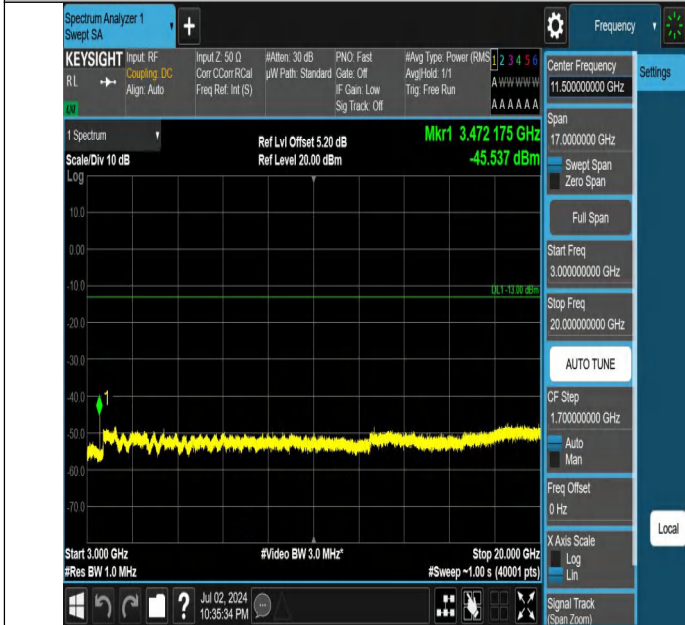 Spectrum Analyzer 1
Swept SA
Frequency
KEYSIGHT
RL
Input: RF
Coupling: DC
Align: Auto
Input Z: 50 Ω
Corr CCorr RCal
Freq Ref: Int (S)
#Atten: 30 dB
µW Path: Standard
PNO: Fast
Gate: Off
IF Gain: Low
Sig Track: Off
#Avg Type: Power (RMS
Avg|Hold: 1/1
Trig: Free Run
1 2 3 4 5 6
A W W W W W
A A A A A A
1 Spectrum
Scale/Div 10 dB
Log
Ref Lvl Offset 5.20 dB
Ref Level 20.00 dBm
Mkr1 3.472 175 GHz
-45.537 dBm
10.0
0.00
-10.0
DL1 -13.00 dBm
-20.0
-30.0
-40.0
1
-50.0
-60.0
-70.0
Start 3.000 GHz
#Res BW 1.0 MHz
#Video BW 3.0 MHz*
Stop 20.000 GHz
#Sweep ~1.00 s (40001 pts)
Jul 02, 2024
10:35:34 PM
Center Frequency
11.500000000 GHz
Settings
Span
17.0000000 GHz
Swept Span
Zero Span
Full Span
Start Freq
3.000000000 GHz
Stop Freq
20.000000000 GHz
AUTO TUNE
CF Step
1.700000000 GHz
Auto
Man
Freq Offset
0 Hz
X Axis Scale
Log
Lin
Local
Signal Track
(Span Zoom)